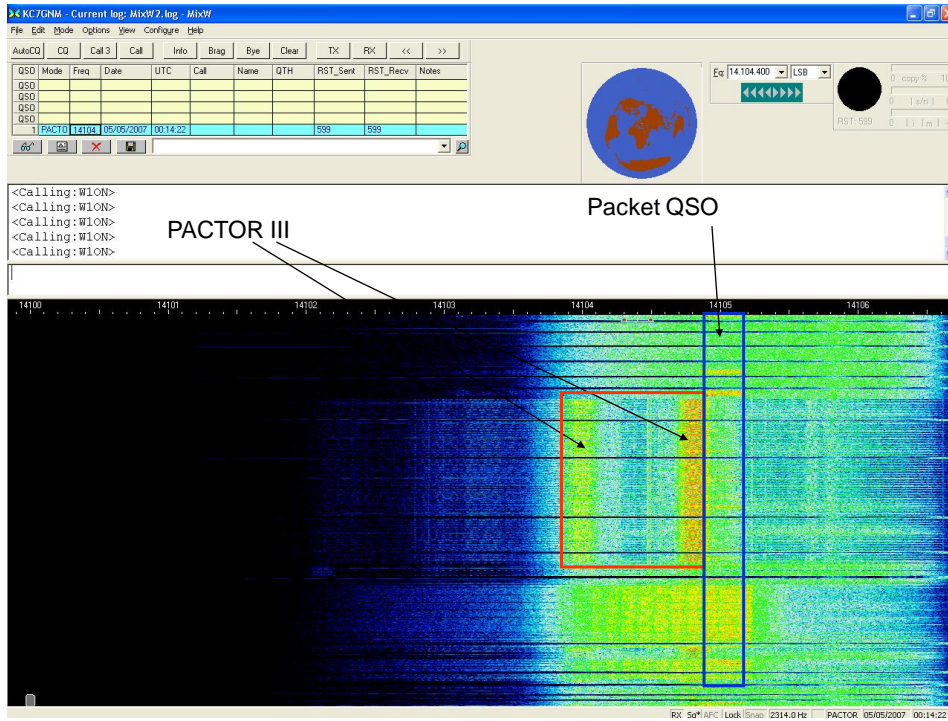 KC7GNM - Current log: MixW2.log - MixW
File Edit Mode Options View Configure Help
AutoCQ CQ Call 3 Call Info Brag Bye Clear TX RX << >>
QSO Mode Freq Date UTC Call Name QTH RST_Sent RST_Recv Notes
QSO
QSO
QSO
QSO
1 PACTO 14104. 05/05/2007 00:14:22 599 599
Fq: 14.104.400 LSB
0 copy%
0 s/n
RST: 599
<Calling:W1ON>
<Calling:W1ON>
<Calling:W1ON>
<Calling:W1ON>
<Calling:W1ON>
PACTOR III
Packet QSO
14100 14101 14102 14103 14104 14105 14106
RX Sq* AFC Lock Snap 2314.0 Hz PACTOR 05/05/2007 00:14:22